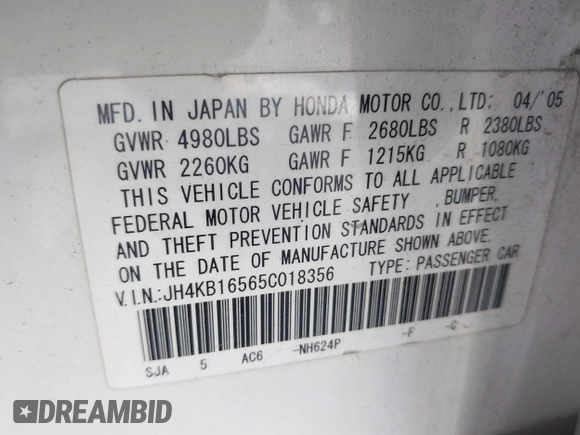 MFD. IN JAPAN BY HONDA MOTOR CO., LTD: 04/'05
GVWR 4980LBS GAWR F 2680LBS R 2380LBS
GVWR 2260KG GAWR F 1215KG R 1080KG
THIS VEHICLE CONFORMS TO ALL APPLICABLE
FEDERAL MOTOR VEHICLE SAFETY , BUMPER,
AND THEFT PREVENTION STANDARDS IN EFFECT
ON THE DATE OF MANUFACTURE SHOWN ABOVE.
V.I.N.:JH4KB16565C018356 TYPE: PASSENGER CAR
SJA 5 AC6 -NH624P -F -C
DREAMBID